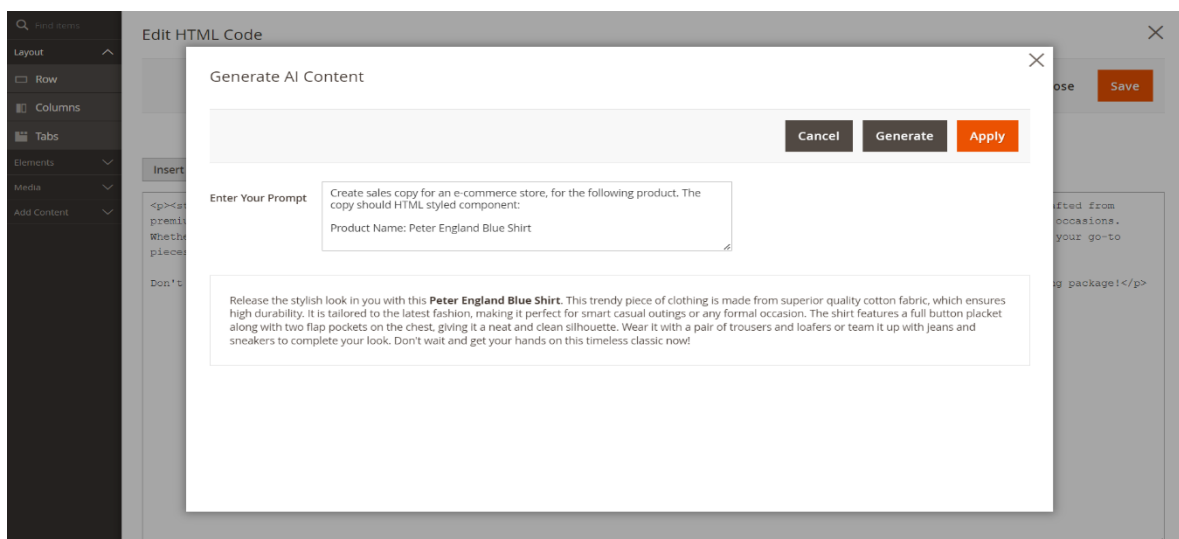 Find items
Edit HTML Code
Layout
Row
Columns
Tabs
Elements
Media
Add Content
Save
Insert
Generate AI Content
Cancel
Generate
Apply
Enter Your Prompt
Create sales copy for an e-commerce store, for the following product. The
copy should HTML styled component:
Product Name: Peter England Blue Shirt
Release the stylish look in you with this Peter England Blue Shirt. This trendy piece of clothing is made from superior quality cotton fabric, which ensures
high durability. It is tailored to the latest fashion, making it perfect for smart casual outings or any formal occasion. The shirt features a full button placket
along with two flap pockets on the chest, giving it a neat and clean silhouette. Wear it with a pair of trousers and loafers or team it up with jeans and
sneakers to complete your look. Don't wait and get your hands on this timeless classic now!
from
occasions.
your go-to
Don't
package!</p>